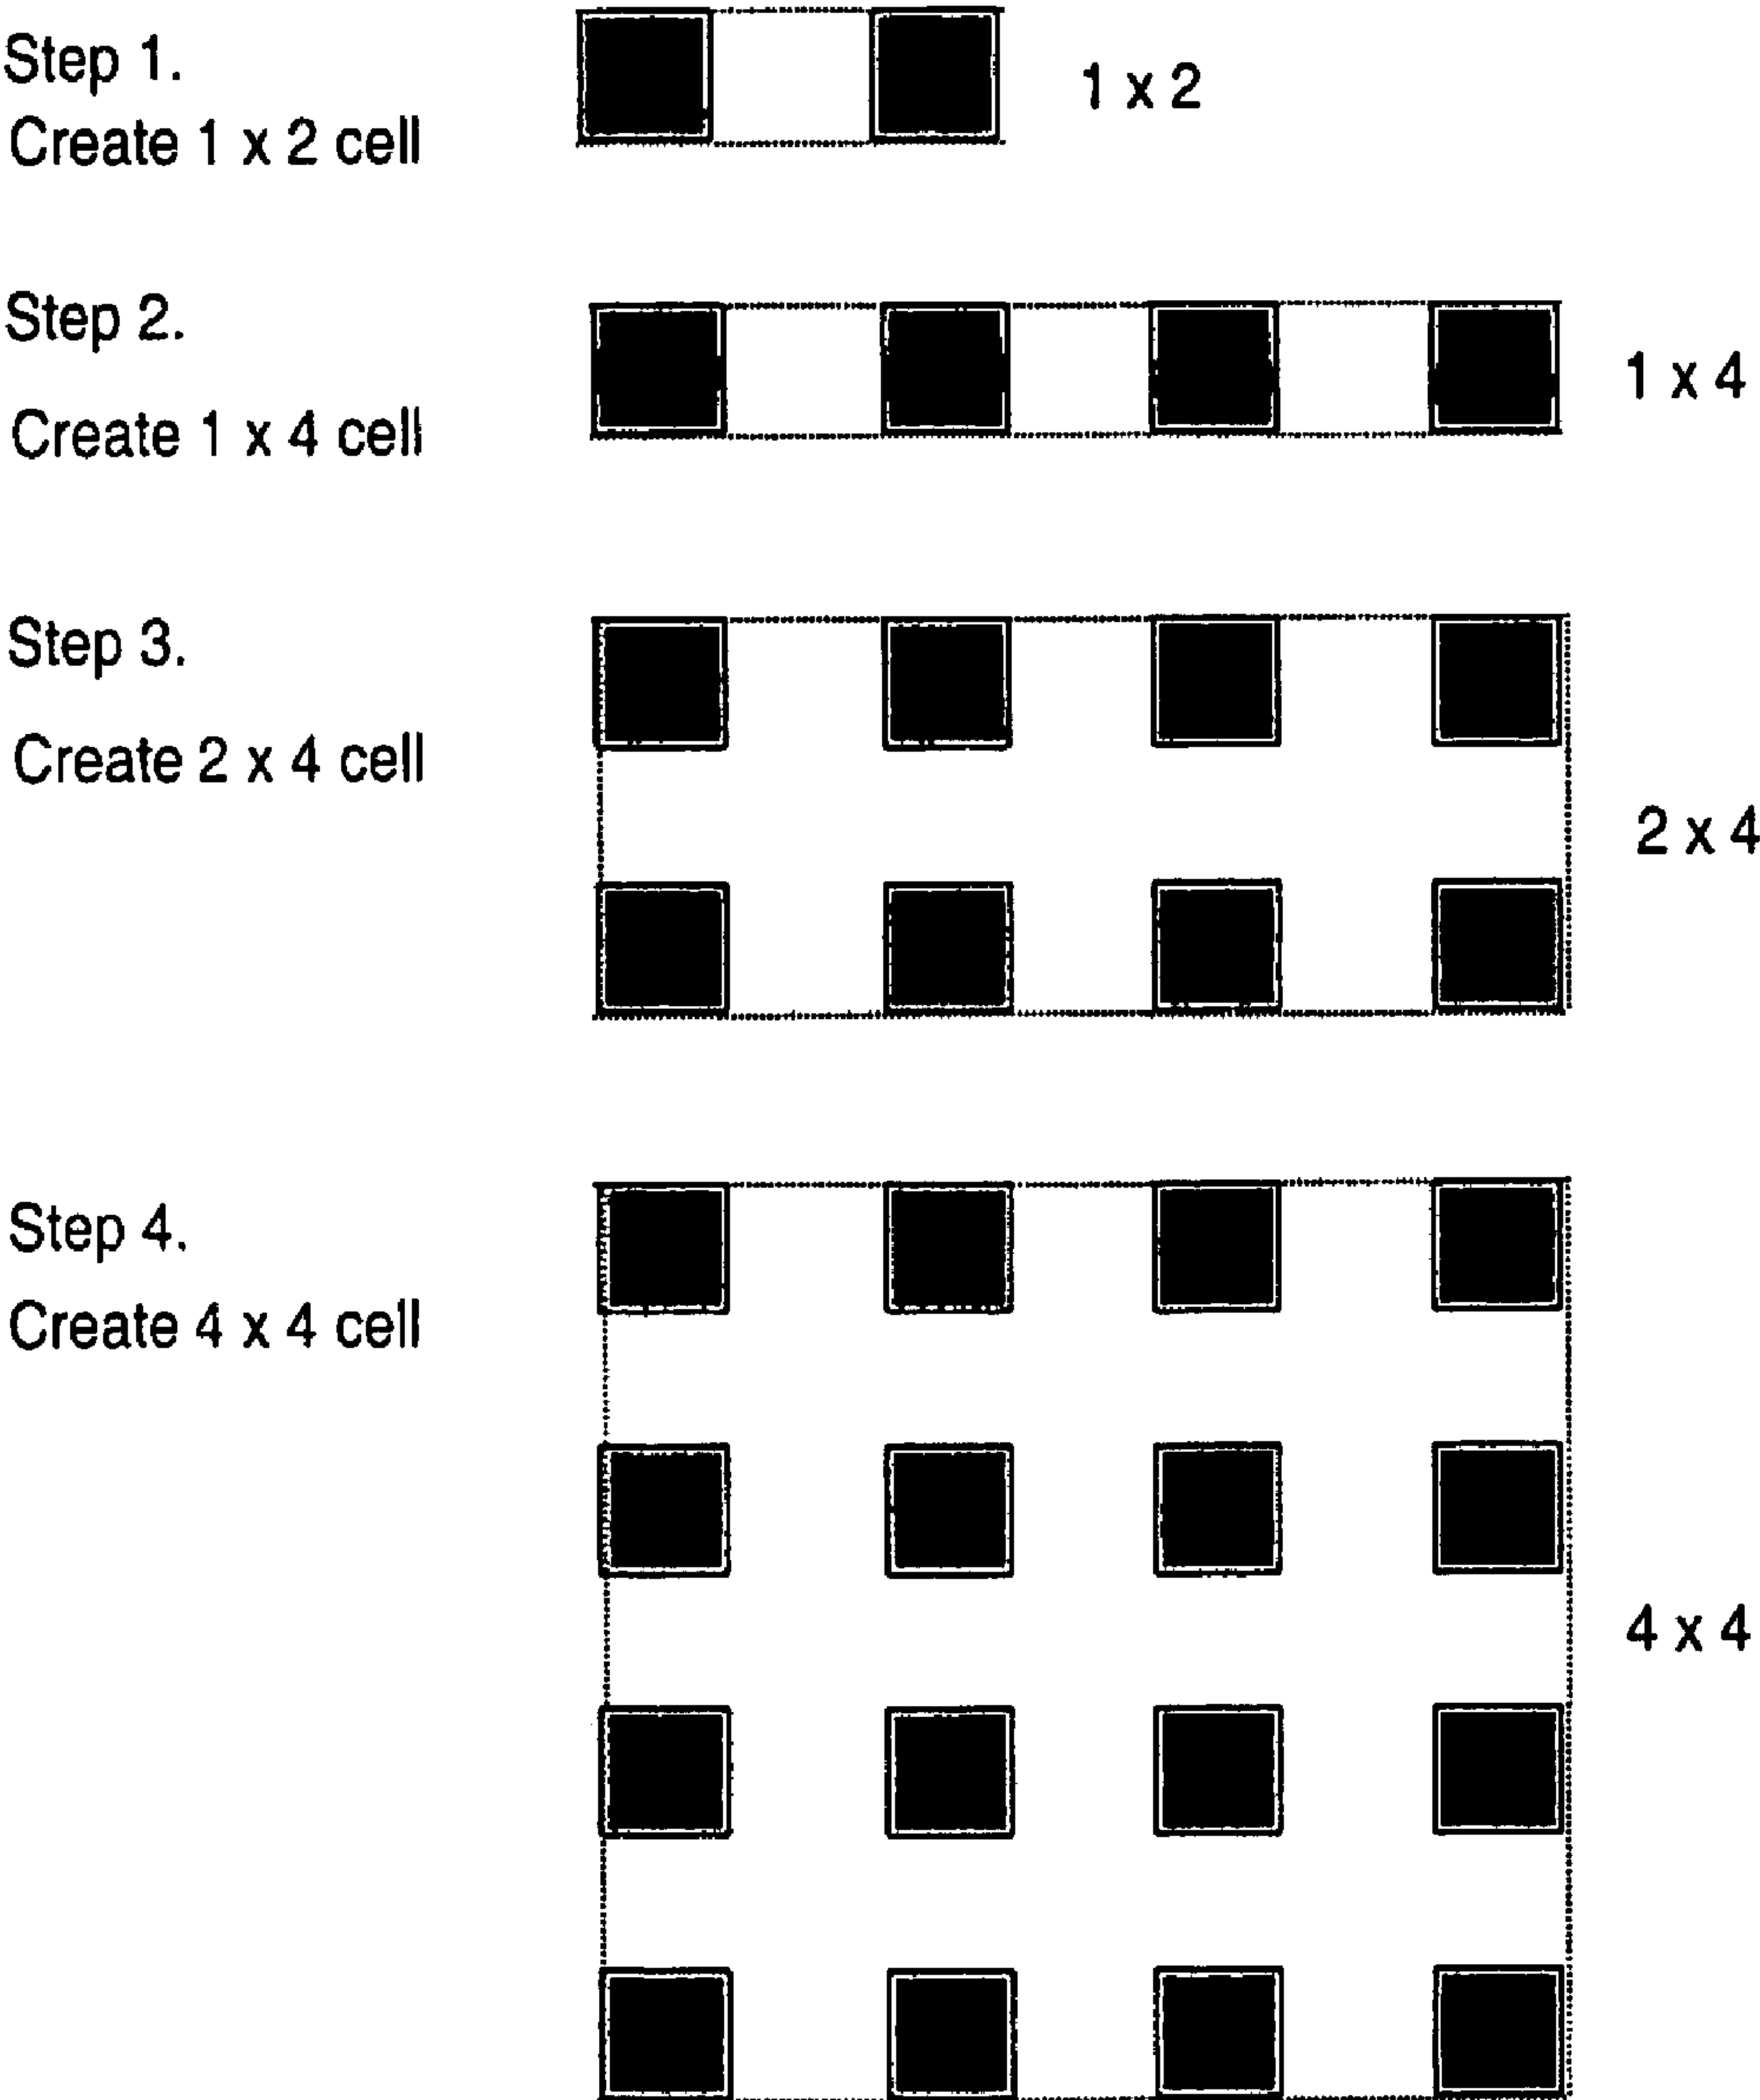 Step 1.
Create 1 x 2 cell
1 x 2
Step 2.
Create 1 x 4 cell
1 x 4
Step 3.
Create 2 x 4 cell
2 x 4
Step 4.
Create 4 x 4 cell
4 x 4